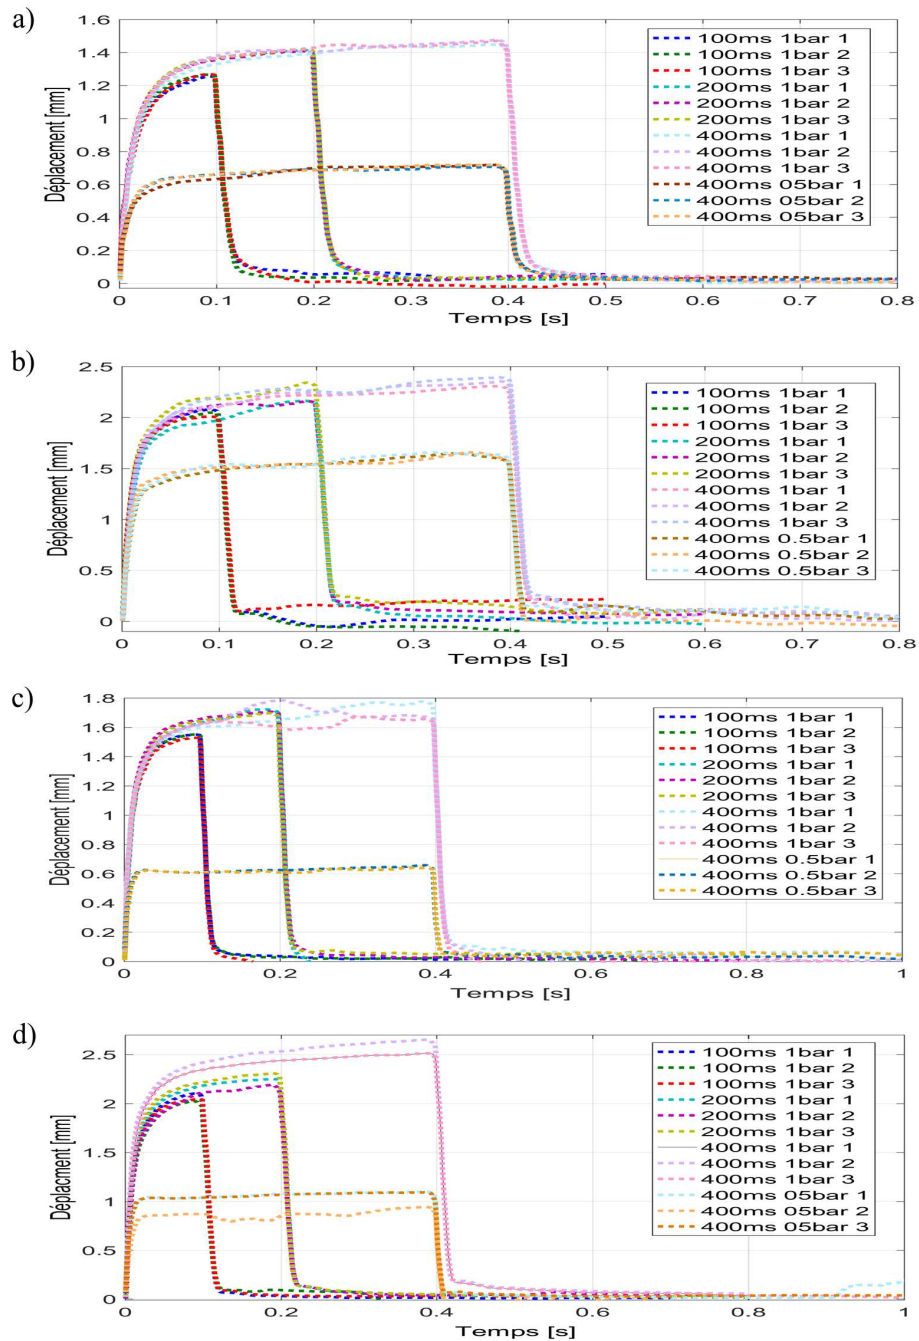 a)
1.6
1.4
1.2
1
0.8
0.6
0.4
0.2
0
Déplacement [mm]
0 0.1 0.2 0.3 0.4 0.5 0.6 0.7 0.8
Temps [s]
100ms 1bar 1
100ms 1bar 2
100ms 1bar 3
200ms 1bar 1
200ms 1bar 2
200ms 1bar 3
400ms 1bar 1
400ms 1bar 2
400ms 1bar 3
400ms 05bar 1
400ms 05bar 2
400ms 05bar 3
b)
2.5
2
1.5
1
0.5
0
Déplacement [mm]
0 0.1 0.2 0.3 0.4 0.5 0.6 0.7 0.8
Temps [s]
100ms 1bar 1
100ms 1bar 2
100ms 1bar 3
200ms 1bar 1
200ms 1bar 2
200ms 1bar 3
400ms 1bar 1
400ms 1bar 2
400ms 1bar 3
400ms 0.5bar 1
400ms 0.5bar 2
400ms 0.5bar 3
c)
1.8
1.6
1.4
1.2
1
0.8
0.6
0.4
0.2
0
Déplacement [mm]
0 0.2 0.4 0.6 0.8 1
Temps [s]
100ms 1bar 1
100ms 1bar 2
100ms 1bar 3
200ms 1bar 1
200ms 1bar 2
200ms 1bar 3
400ms 1bar 1
400ms 1bar 2
400ms 1bar 3
400ms 0.5bar 1
400ms 0.5bar 2
400ms 0.5bar 3
d)
2.5
2
1.5
1
0.5
0
Déplacment [mm]
0 0.2 0.4 0.6 0.8 1
Temps [s]
100ms 1bar 1
100ms 1bar 2
100ms 1bar 3
200ms 1bar 1
200ms 1bar 2
200ms 1bar 3
400ms 1bar 1
400ms 1bar 2
400ms 1bar 3
400ms 05bar 1
400ms 05bar 2
400ms 05bar 3